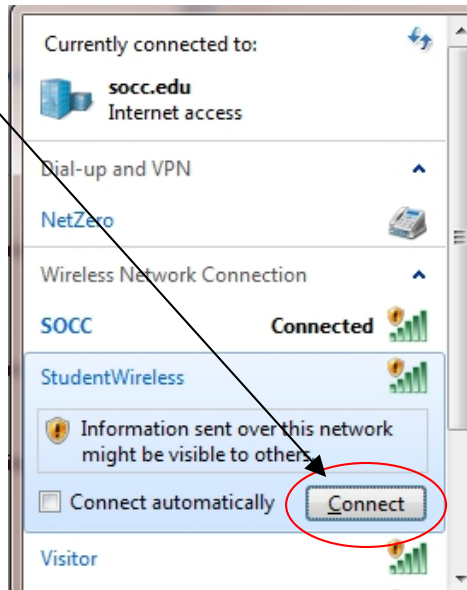 Currently connected to:
socc.edu
Internet access
Dial-up and VPN
NetZero
Wireless Network Connection
SOCC Connected
StudentWireless
Information sent over this network
might be visible to others.
Connect automatically Connect
Visitor